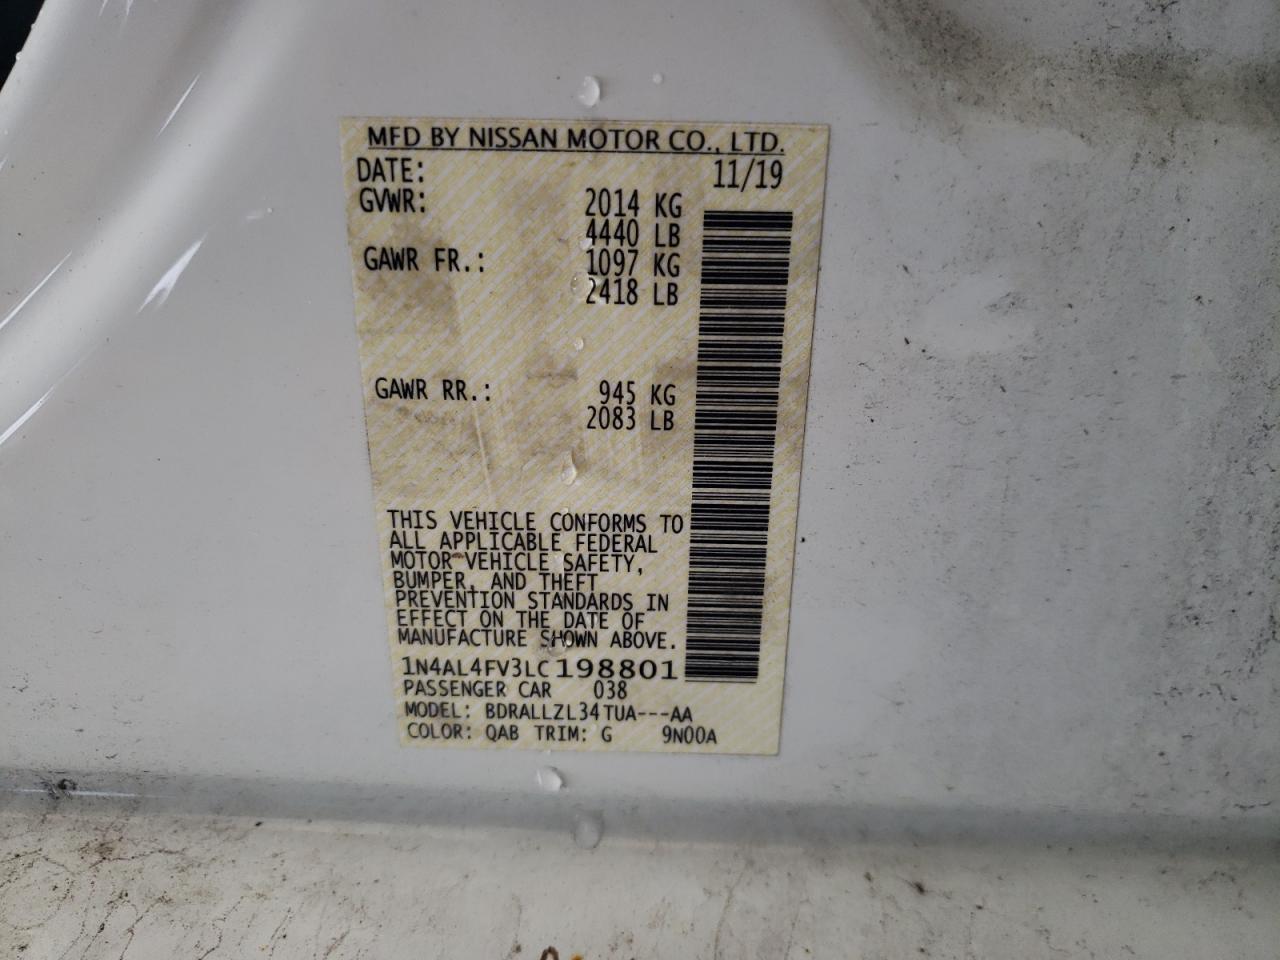 MFD BY NISSAN MOTOR CO., LTD.
DATE: 11/19
GVWR: 2014 KG
4440 LB
GAWR FR.: 1097 KG
2418 LB
GAWR RR.: 945 KG
2083 LB
THIS VEHICLE CONFORMS TO
ALL APPLICABLE FEDERAL
MOTOR VEHICLE SAFETY,
BUMPER, AND THEFT
PREVENTION STANDARDS IN
EFFECT ON THE DATE OF
MANUFACTURE SHOWN ABOVE.
1N4AL4FV3LC198801
PASSENGER CAR 038
MODEL: BDRALLZL34TUA---AA
COLOR: QAB TRIM: G 9N00A